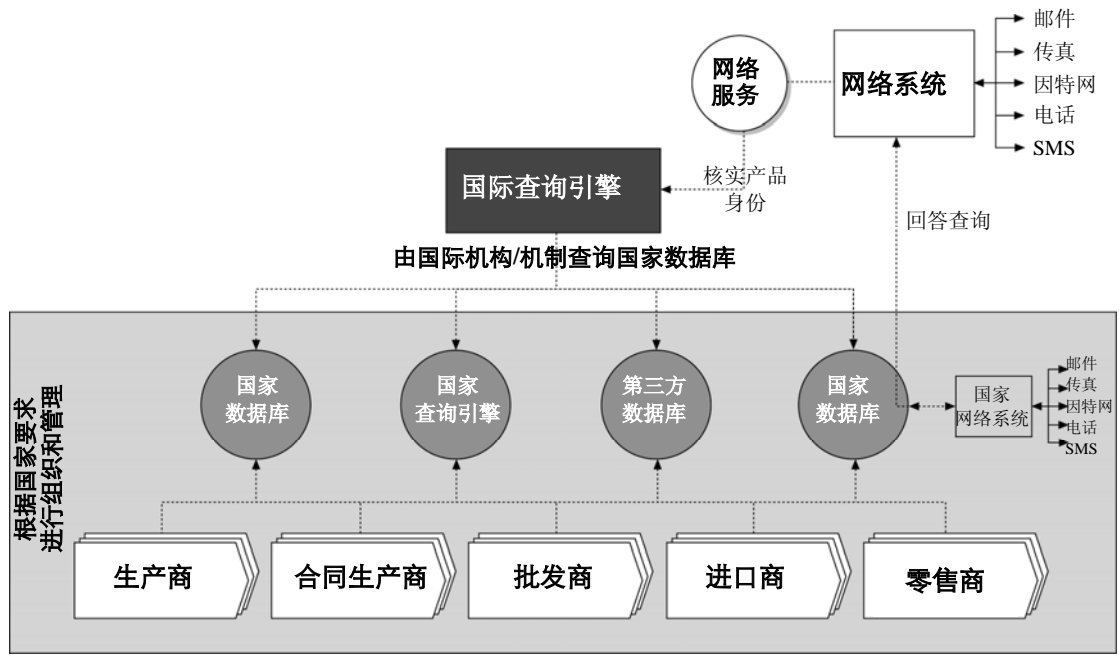 邮件
传真
因特网
电话
SMS
网络
服务
网络系统
国际查询引擎
核实产品
身份
回答查询
由国际机构/机制查询国家数据库
根据国家要求
进行组织和管理
国家
数据库
国家
查询引擎
第三方
数据库
国家
数据库
国家
网络系统
邮件
传真
因特网
电话
SMS
生产商
合同生产商
批发商
进口商
零售商